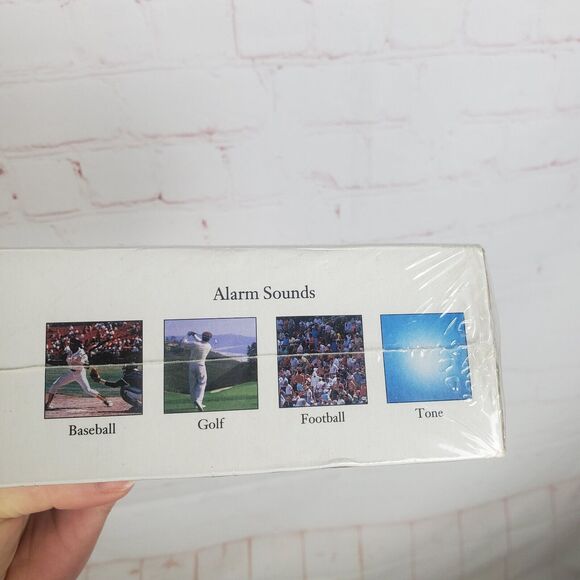 Alarm Sounds
Baseball
Golf
Football
Tone